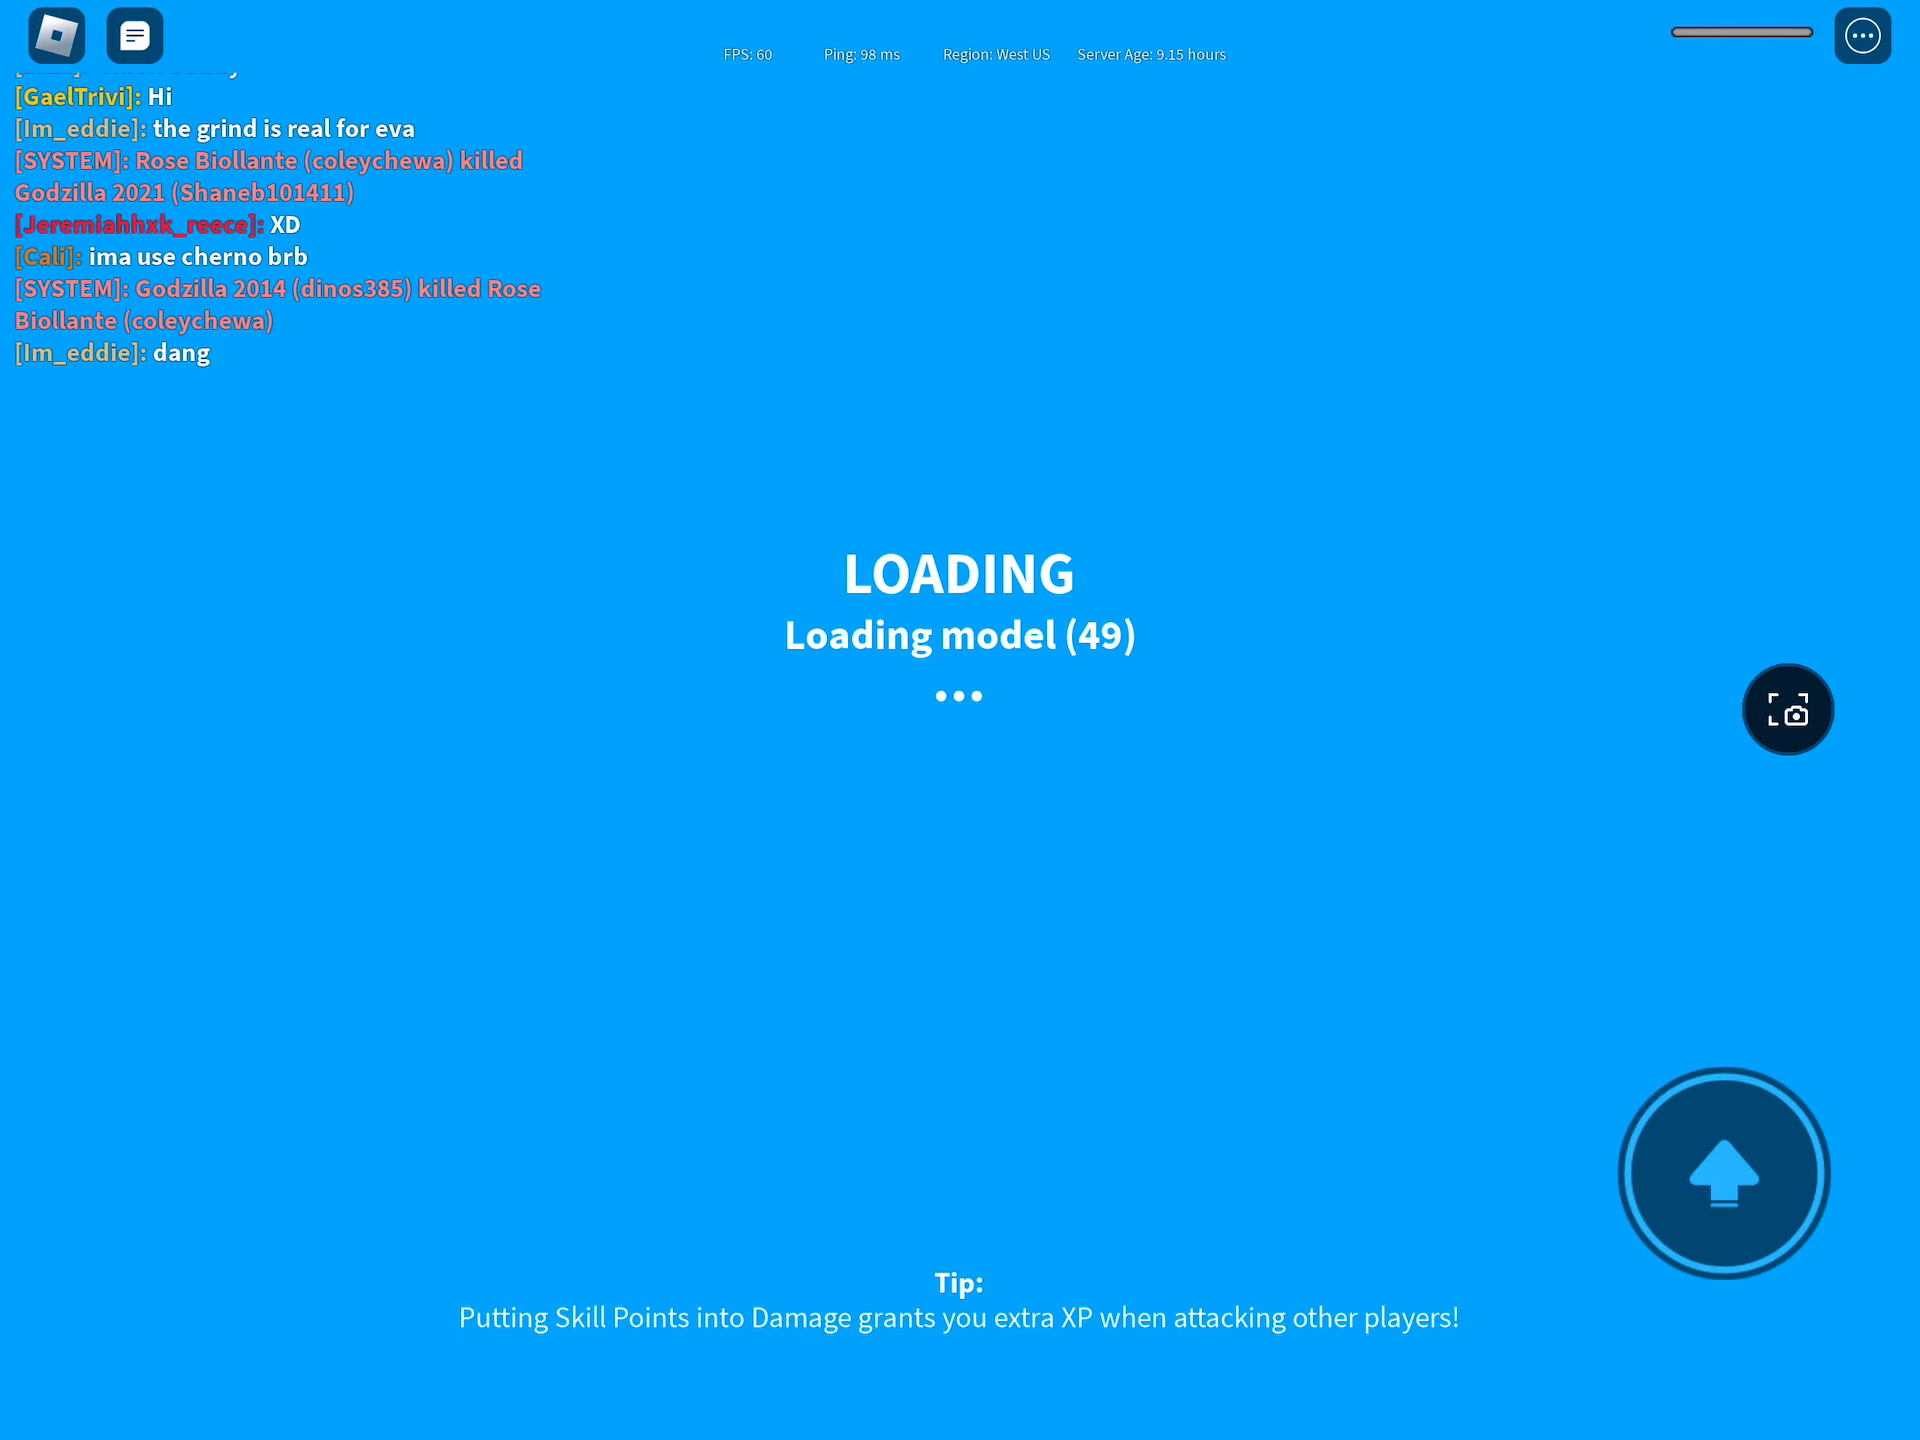 FPS: 60 Ping: 98 ms Region: West US Server Age: 9.15 hours
[GaelTrivi]: Hi
[Im_eddie]: the grind is real for eva
[SYSTEM]: Rose Biollante (coleychewa) killed
Godzilla 2021 (Shaneb101411)
[Jeremiahhxk_reece]: XD
[Cali]: ima use cherno brb
[SYSTEM]: Godzilla 2014 (dinos385) killed Rose
Biollante (coleychewa)
[Im_eddie]: dang
LOADING
Loading model (49)
...
Tip:
Putting Skill Points into Damage grants you extra XP when attacking other players!